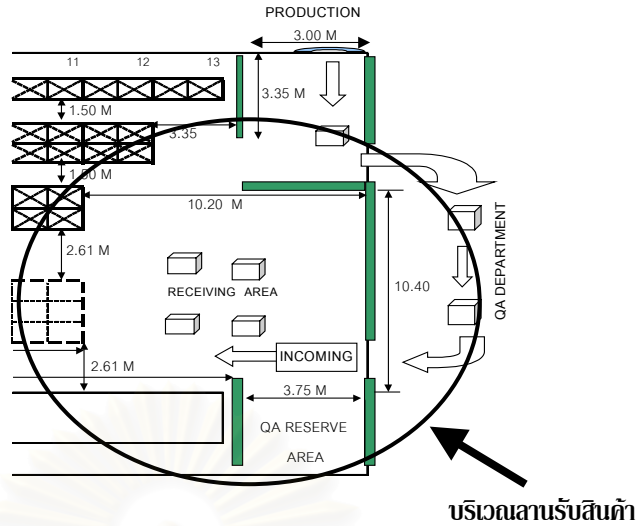 PRODUCTION
3.00 M
11 12 13
3.35 M
1.50 M
3.35
1.50 M
10.20 M
2.61 M
QA DEPARTMENT
10.40
RECEIVING AREA
INCOMING
2.61 M
3.75 M
QA RESERVE
AREA
บริเวณลานรับสินค้า